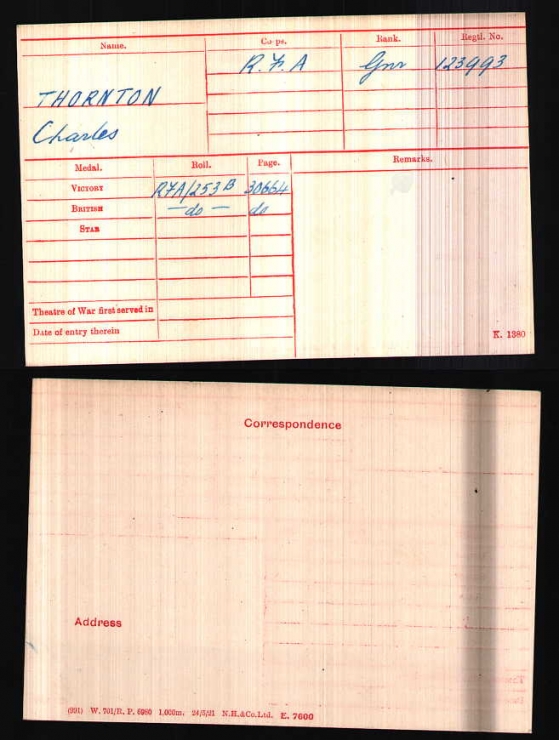 Name. Corps. Rank. Regtl. No.
R.F.A Gnr 123993
THORNTON
Charles
Medal. Roll. Page. Remarks.
VICTORY RFA/253B 30664
BRITISH —do— do
STAR
Theatre of War first served in
Date of entry therein
K. 1380
Correspondence
Address
(991) W. 701/R. P. 6980 1,000m. 24/5/21 N.H.&Co.Ltd. E. 7600